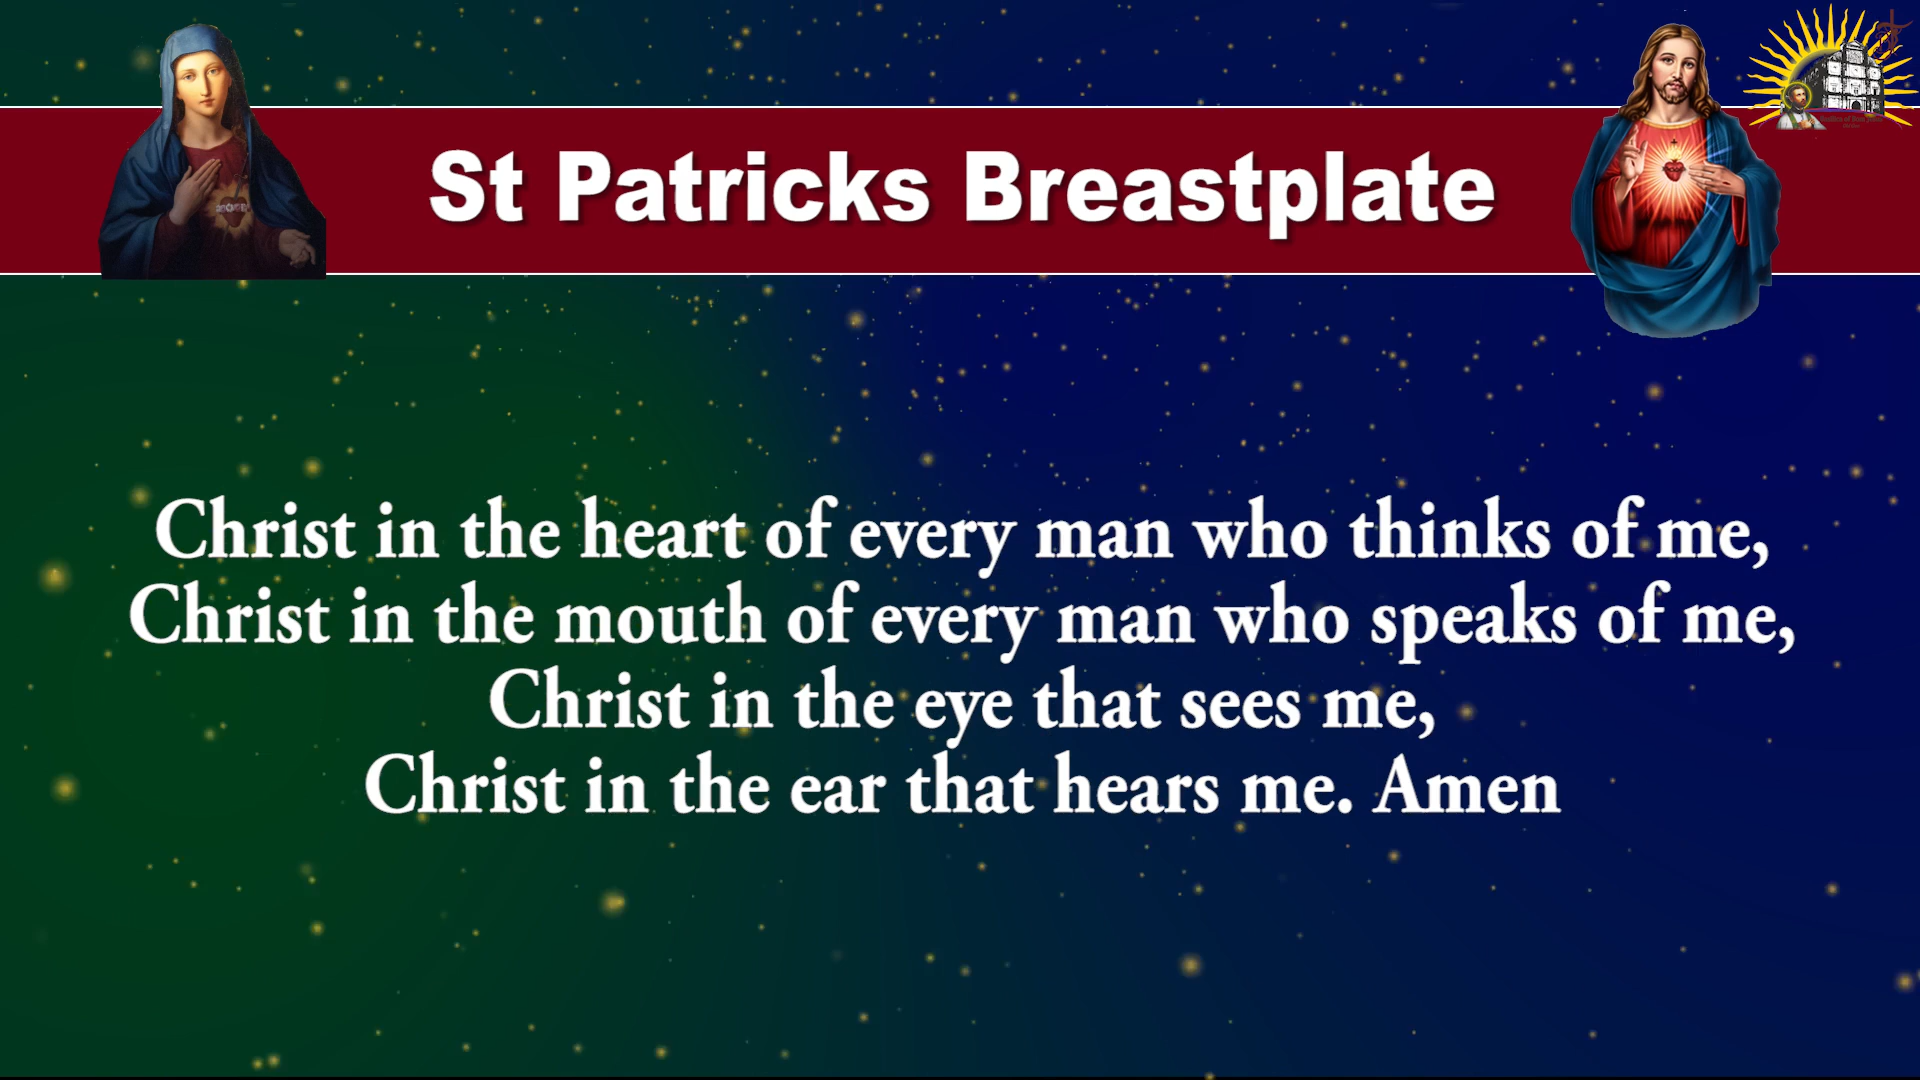 St Patricks Breastplate
Christ in the heart of every man who thinks of me,
Christ in the mouth of every man who speaks of me,
Christ in the eye that sees me,
Christ in the ear that hears me. Amen